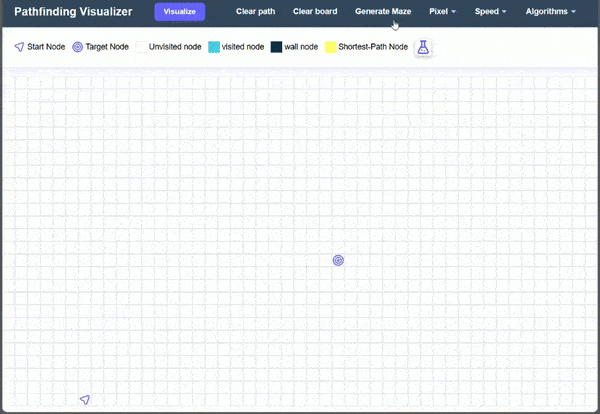 Pathfinding Visualizer Visualize Clear path Clear board Generate Maze Pixel Speed Algorithms
Start Node Target Node Unvisited node visited node wall node Shortest-Path Node